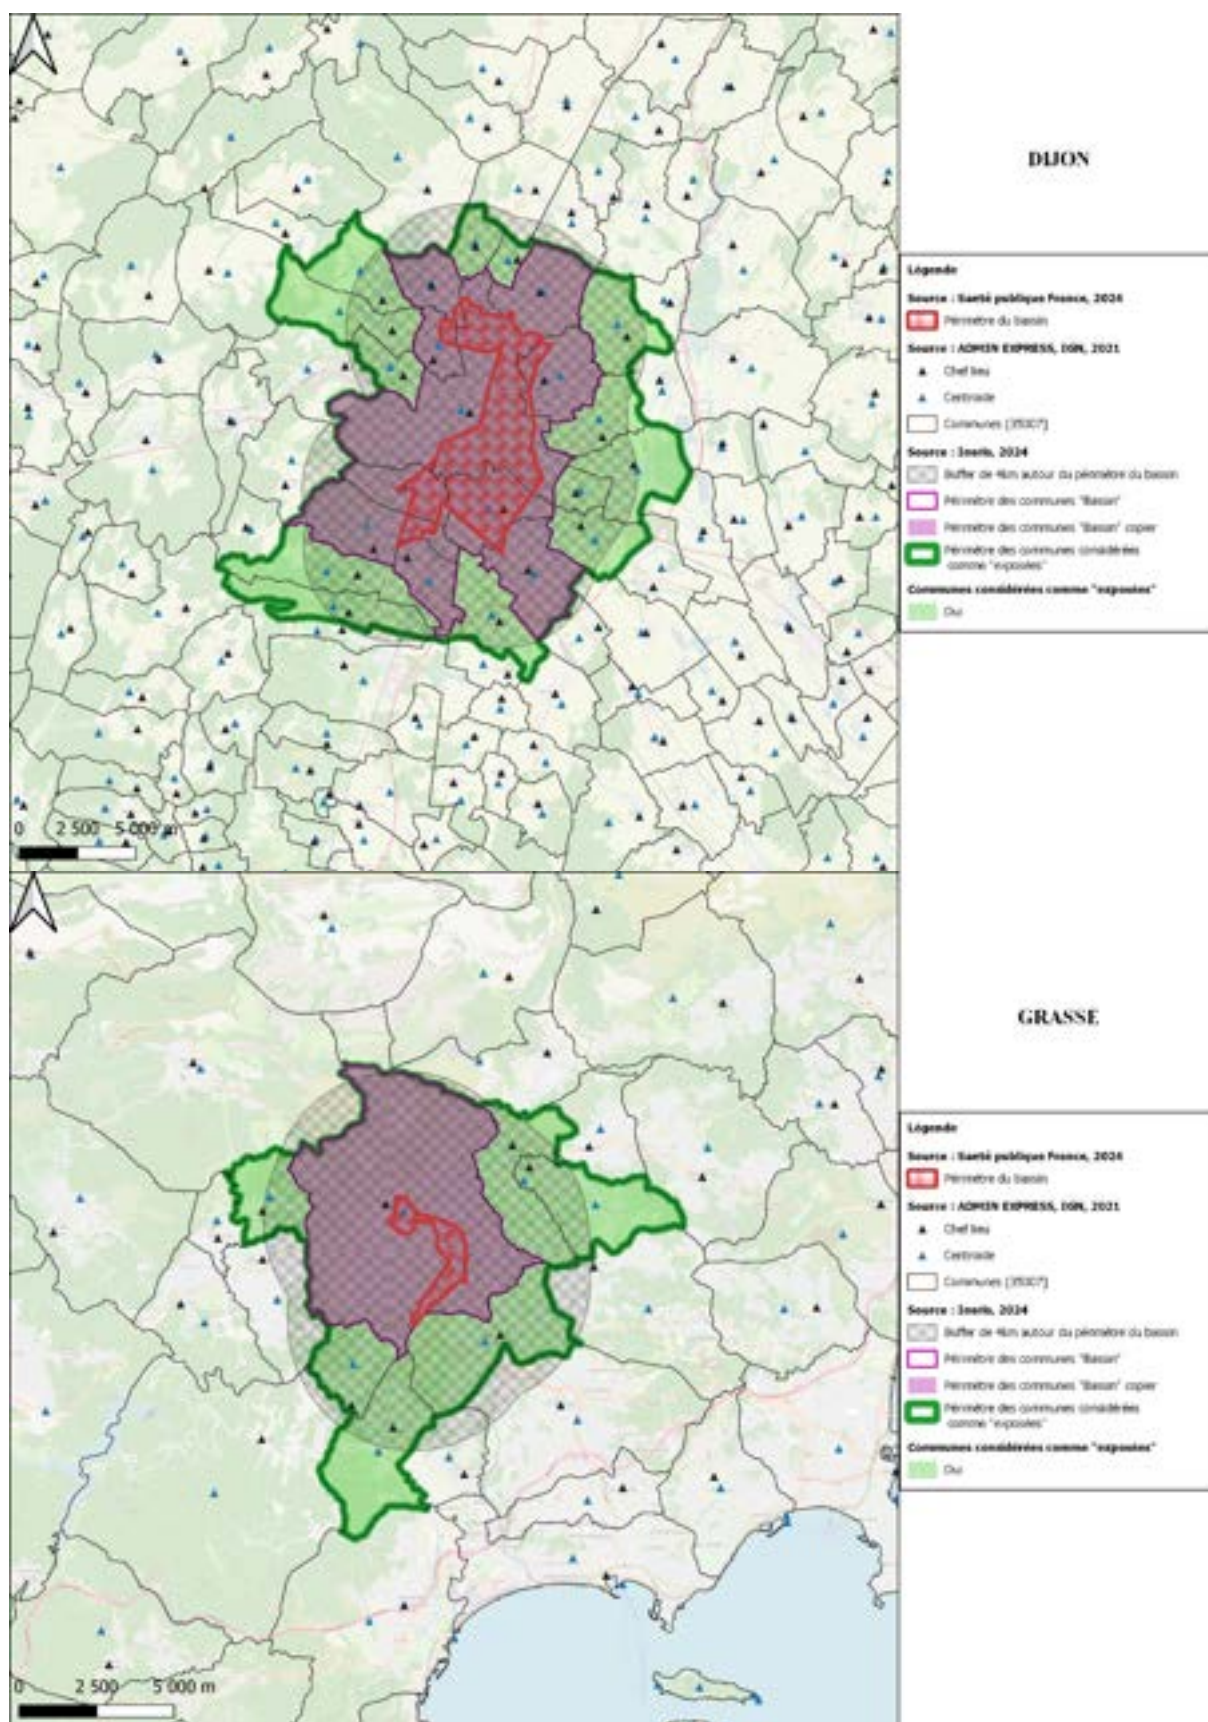 DIJON
Légende
Source : Santé publique France, 2024
Périmètre du bassin
Source : ADMIN EXPRESS, IGN, 2021
Chef lieu
Centroide
Communes [35007]
Source : Ineris, 2024
Buffer de 4km autour du périmètre du bassin
Périmètre des communes "Bassin"
Périmètre des communes "Bassin" copier
Périmètre des communes considérées
comme "exposées"
Communes considérées comme "exposées"
Oui
0 2 500 5 000 m
GRASSE
Légende
Source : Santé publique France, 2024
Périmètre du bassin
Source : ADMIN EXPRESS, IGN, 2021
Chef lieu
Centroide
Communes [35007]
Source : Ineris, 2024
Buffer de 4km autour du périmètre du bassin
Périmètre des communes "Bassin"
Périmètre des communes "Bassin" copier
Périmètre des communes considérées
comme "exposées"
Communes considérées comme "exposées"
Oui
0 2 500 5 000 m